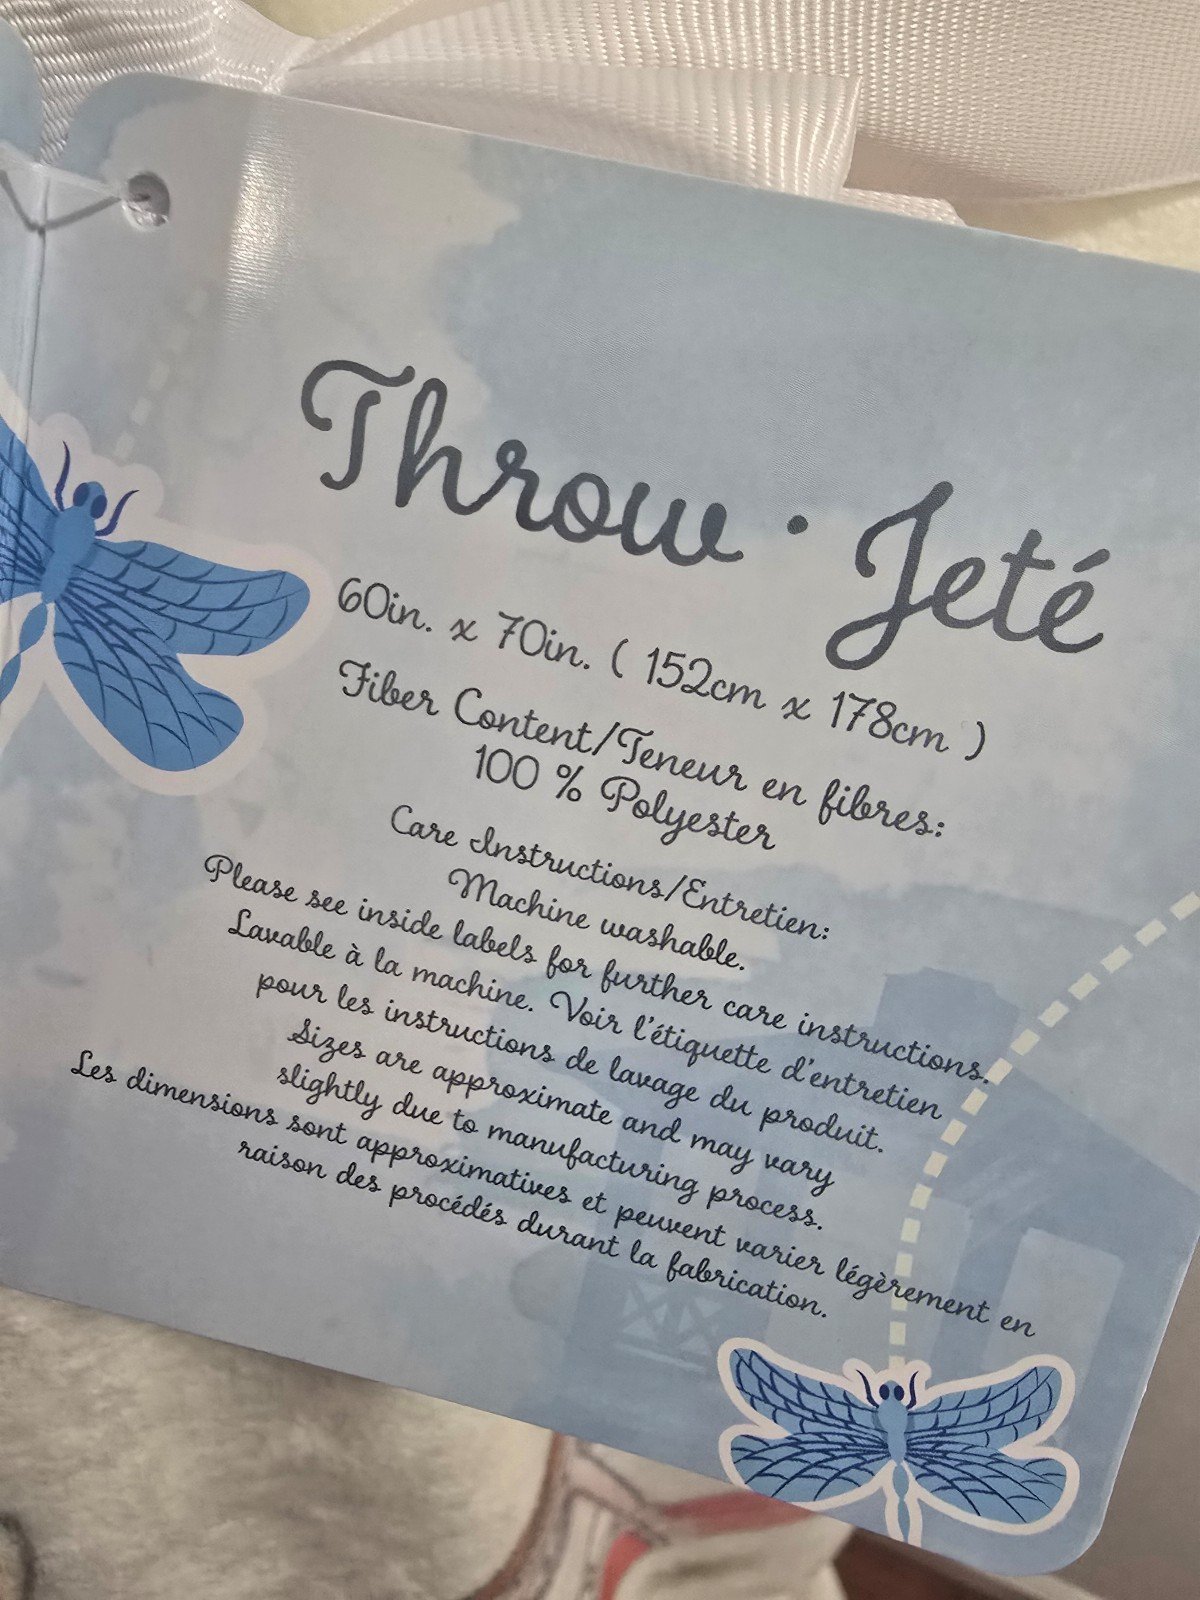 Throw · Jeté
60in. x 70in. ( 152cm x 178cm )
Fiber Content/Teneur en fibres:
100 % Polyester
Care Instructions/Entretien:
Machine washable.
Please see inside labels for further care instructions.
Lavable à la machine. Voir l'étiquette d'entretien
pour les instructions de lavage du produit.
Sizes are approximate and may vary
slightly due to manufacturing process.
Les dimensions sont approximatives et peuvent varier légèrement en
raison des procédés durant la fabrication.